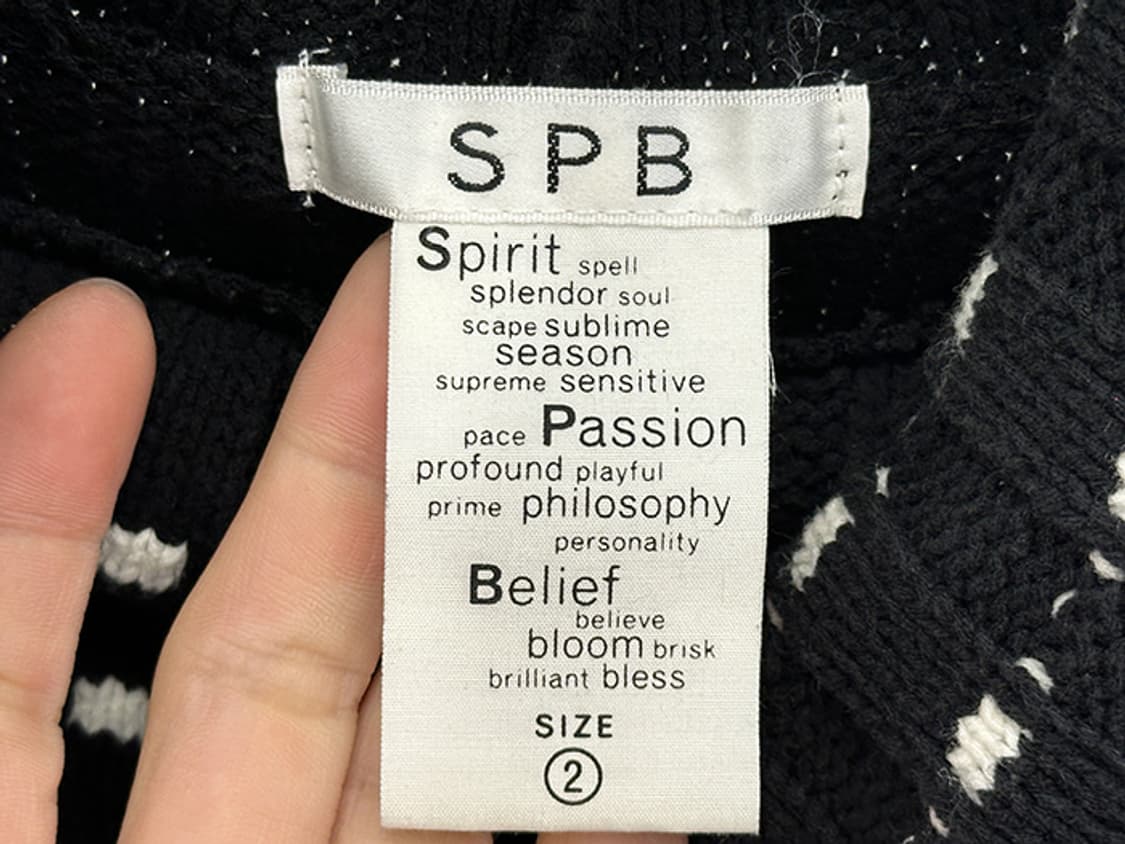 SPB
Spirit spell
splendor soul
scape sublime
season
supreme sensitive
pace Passion
profound playful
prime philosophy
personality
Belief
believe
bloom brisk
brilliant bless
SIZE
2